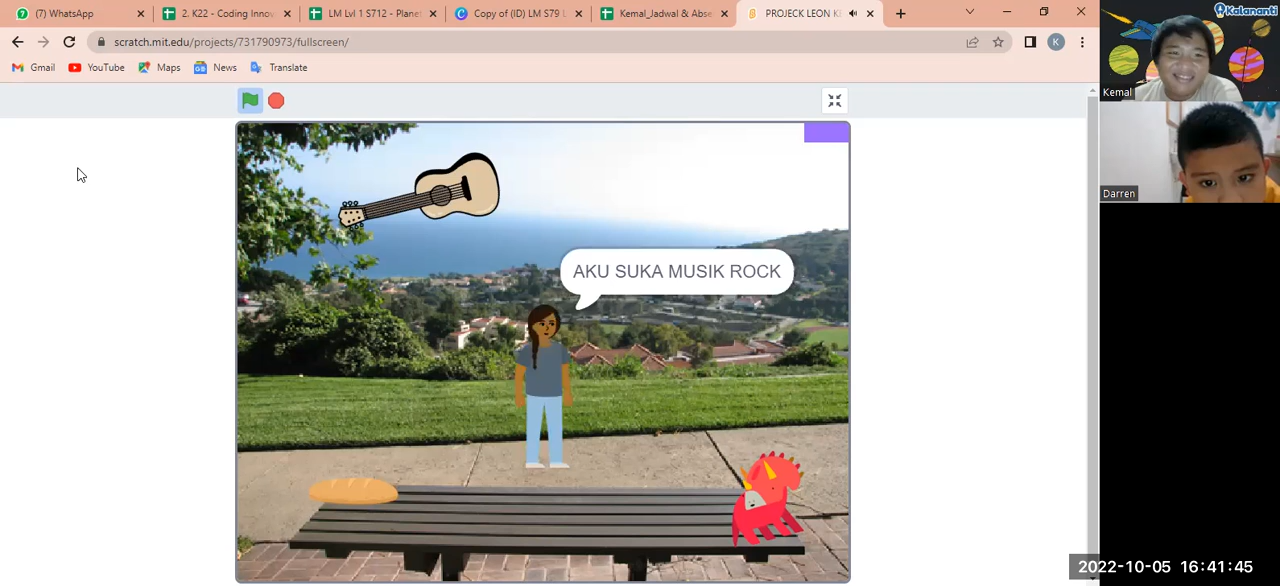 (7) WhatsApp
2. K22 - Coding Innov
LM Lvl 1 S712 - Planet
Copy of (ID) LM S79 L
Kemal_Jadwal & Abse
PROJECK LEON KE
scratch.mit.edu/projects/731790973/fullscreen/
K
Gmail
YouTube
Maps
News
Translate
Kalananti
Kemal
Darren
AKU SUKA MUSIK ROCK
2022-10-05 16:41:45